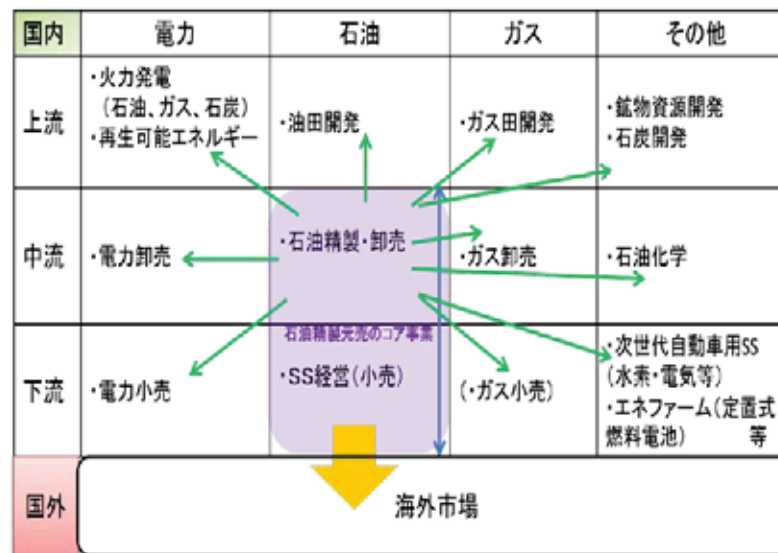 国内
電力
石油
ガス
その他
上流
・火力発電
(石油、ガス、石炭)
・再生可能エネルギー
・油田開発
・ガス田開発
・鉱物資源開発
・石炭開発
中流
・電力卸売
・石油精製・卸売
・ガス卸売
・石油化学
石油精製元売のコア事業
下流
・電力小売
・SS経営(小売)
(・ガス小売)
・次世代自動車用SS
(水素・電気等)
・エネファーム(定置式
燃料電池) 等
国外
海外市場